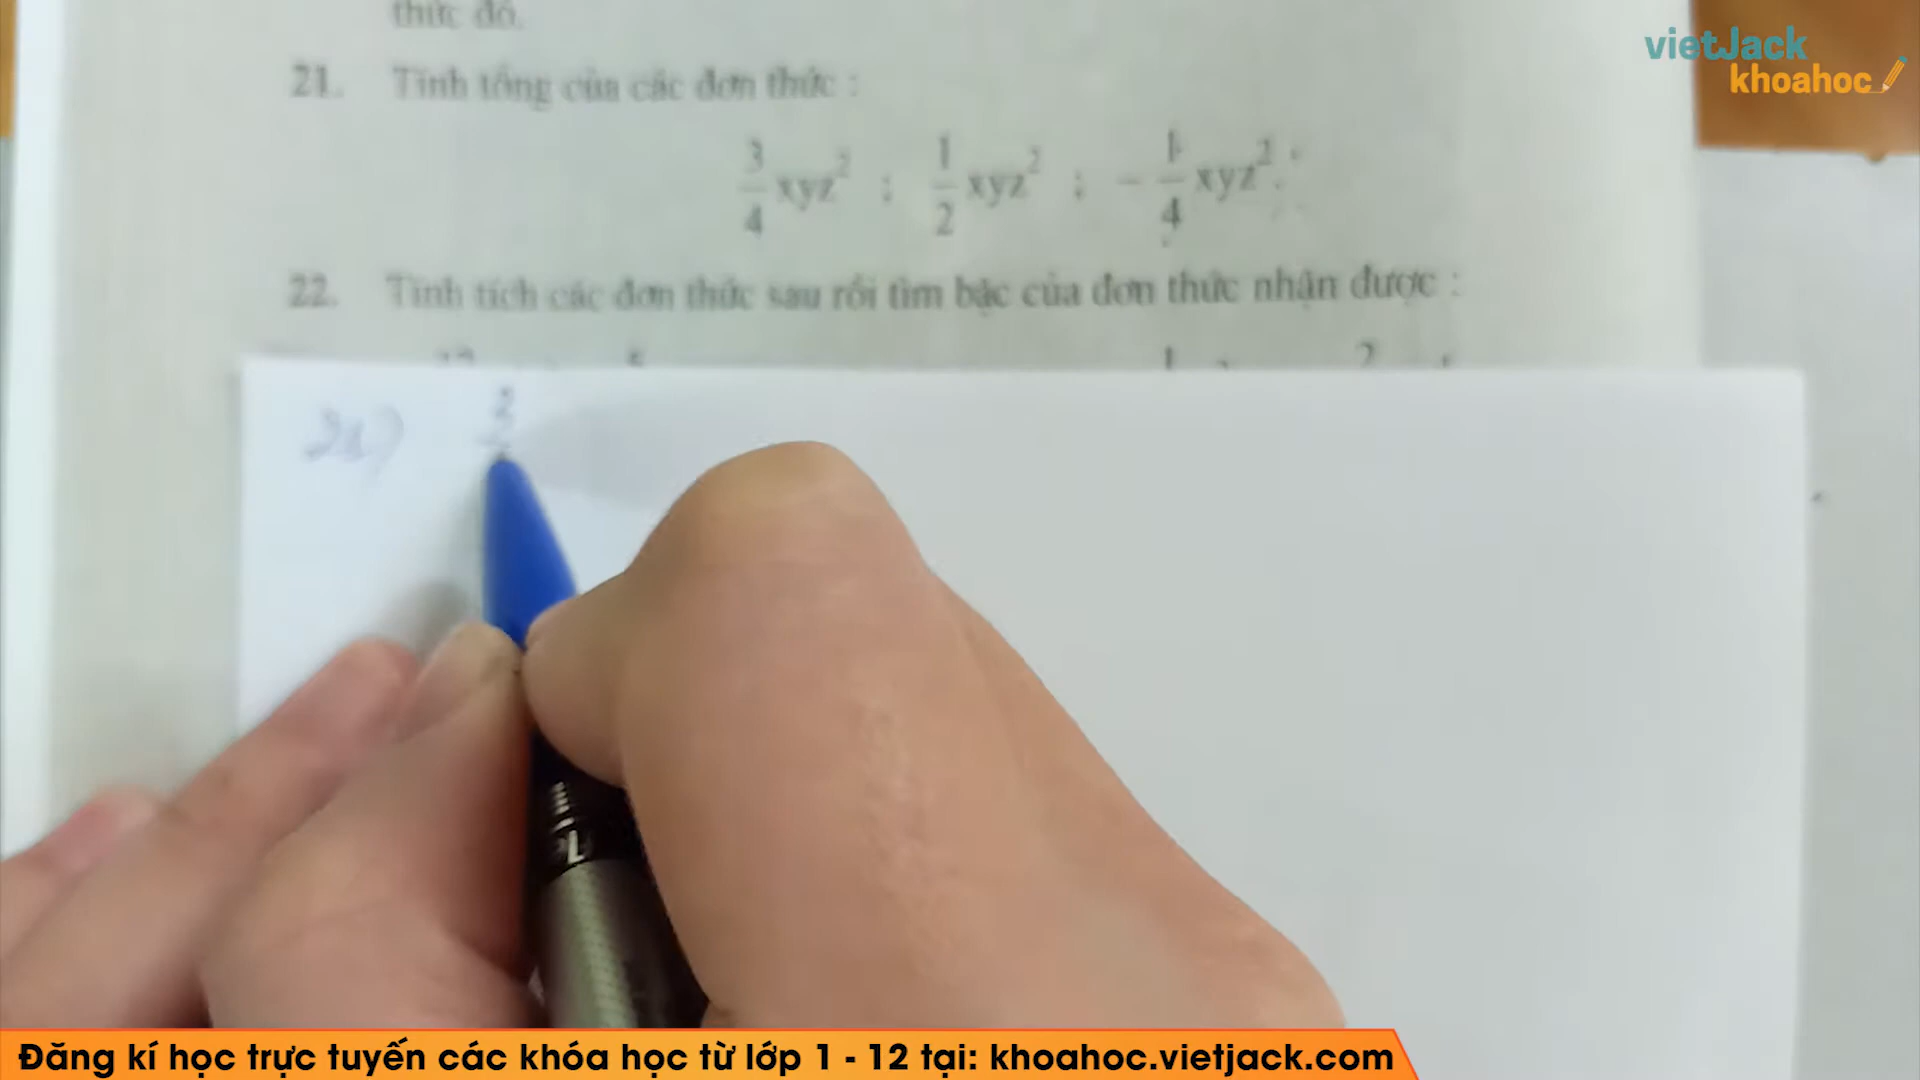 thức đó.
vietJack
khoahoc
21. Tính tổng của các đơn thức :
3/4 xyz² ; 1/2 xyz² ; - 1/4 xyz².
22. Tính tích các đơn thức sau rồi tìm bậc của đơn thức nhận được :
21)
Đăng kí học trực tuyến các khóa học từ lớp 1 - 12 tại: khoahoc.vietjack.com